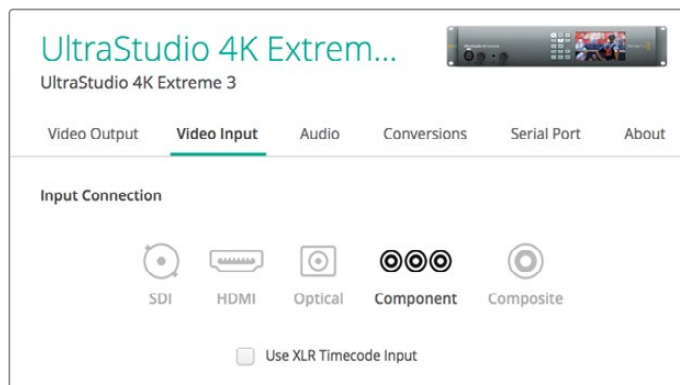 UltraStudio 4K Extrem...
UltraStudio 4K Extreme 3
Video Output Video Input Audio Conversions Serial Port About
Input Connection
SDI HDMI Optical Component Composite
Use XLR Timecode Input